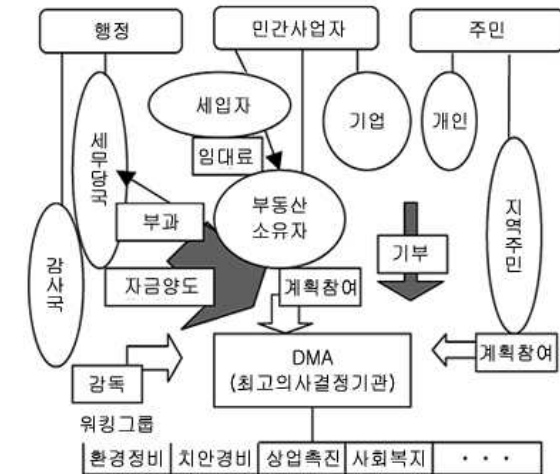 행정
민간사업자
주민
세입자
기업
개인
세무당국
임대료
부동산
소유자
지역주민
부과
감사국
기부
자금양도
계획참여
DMA
(최고의사결정기관)
계획참여
감독
워킹그룹
환경정비
치안경비
상업촉진
사회복지
· · ·